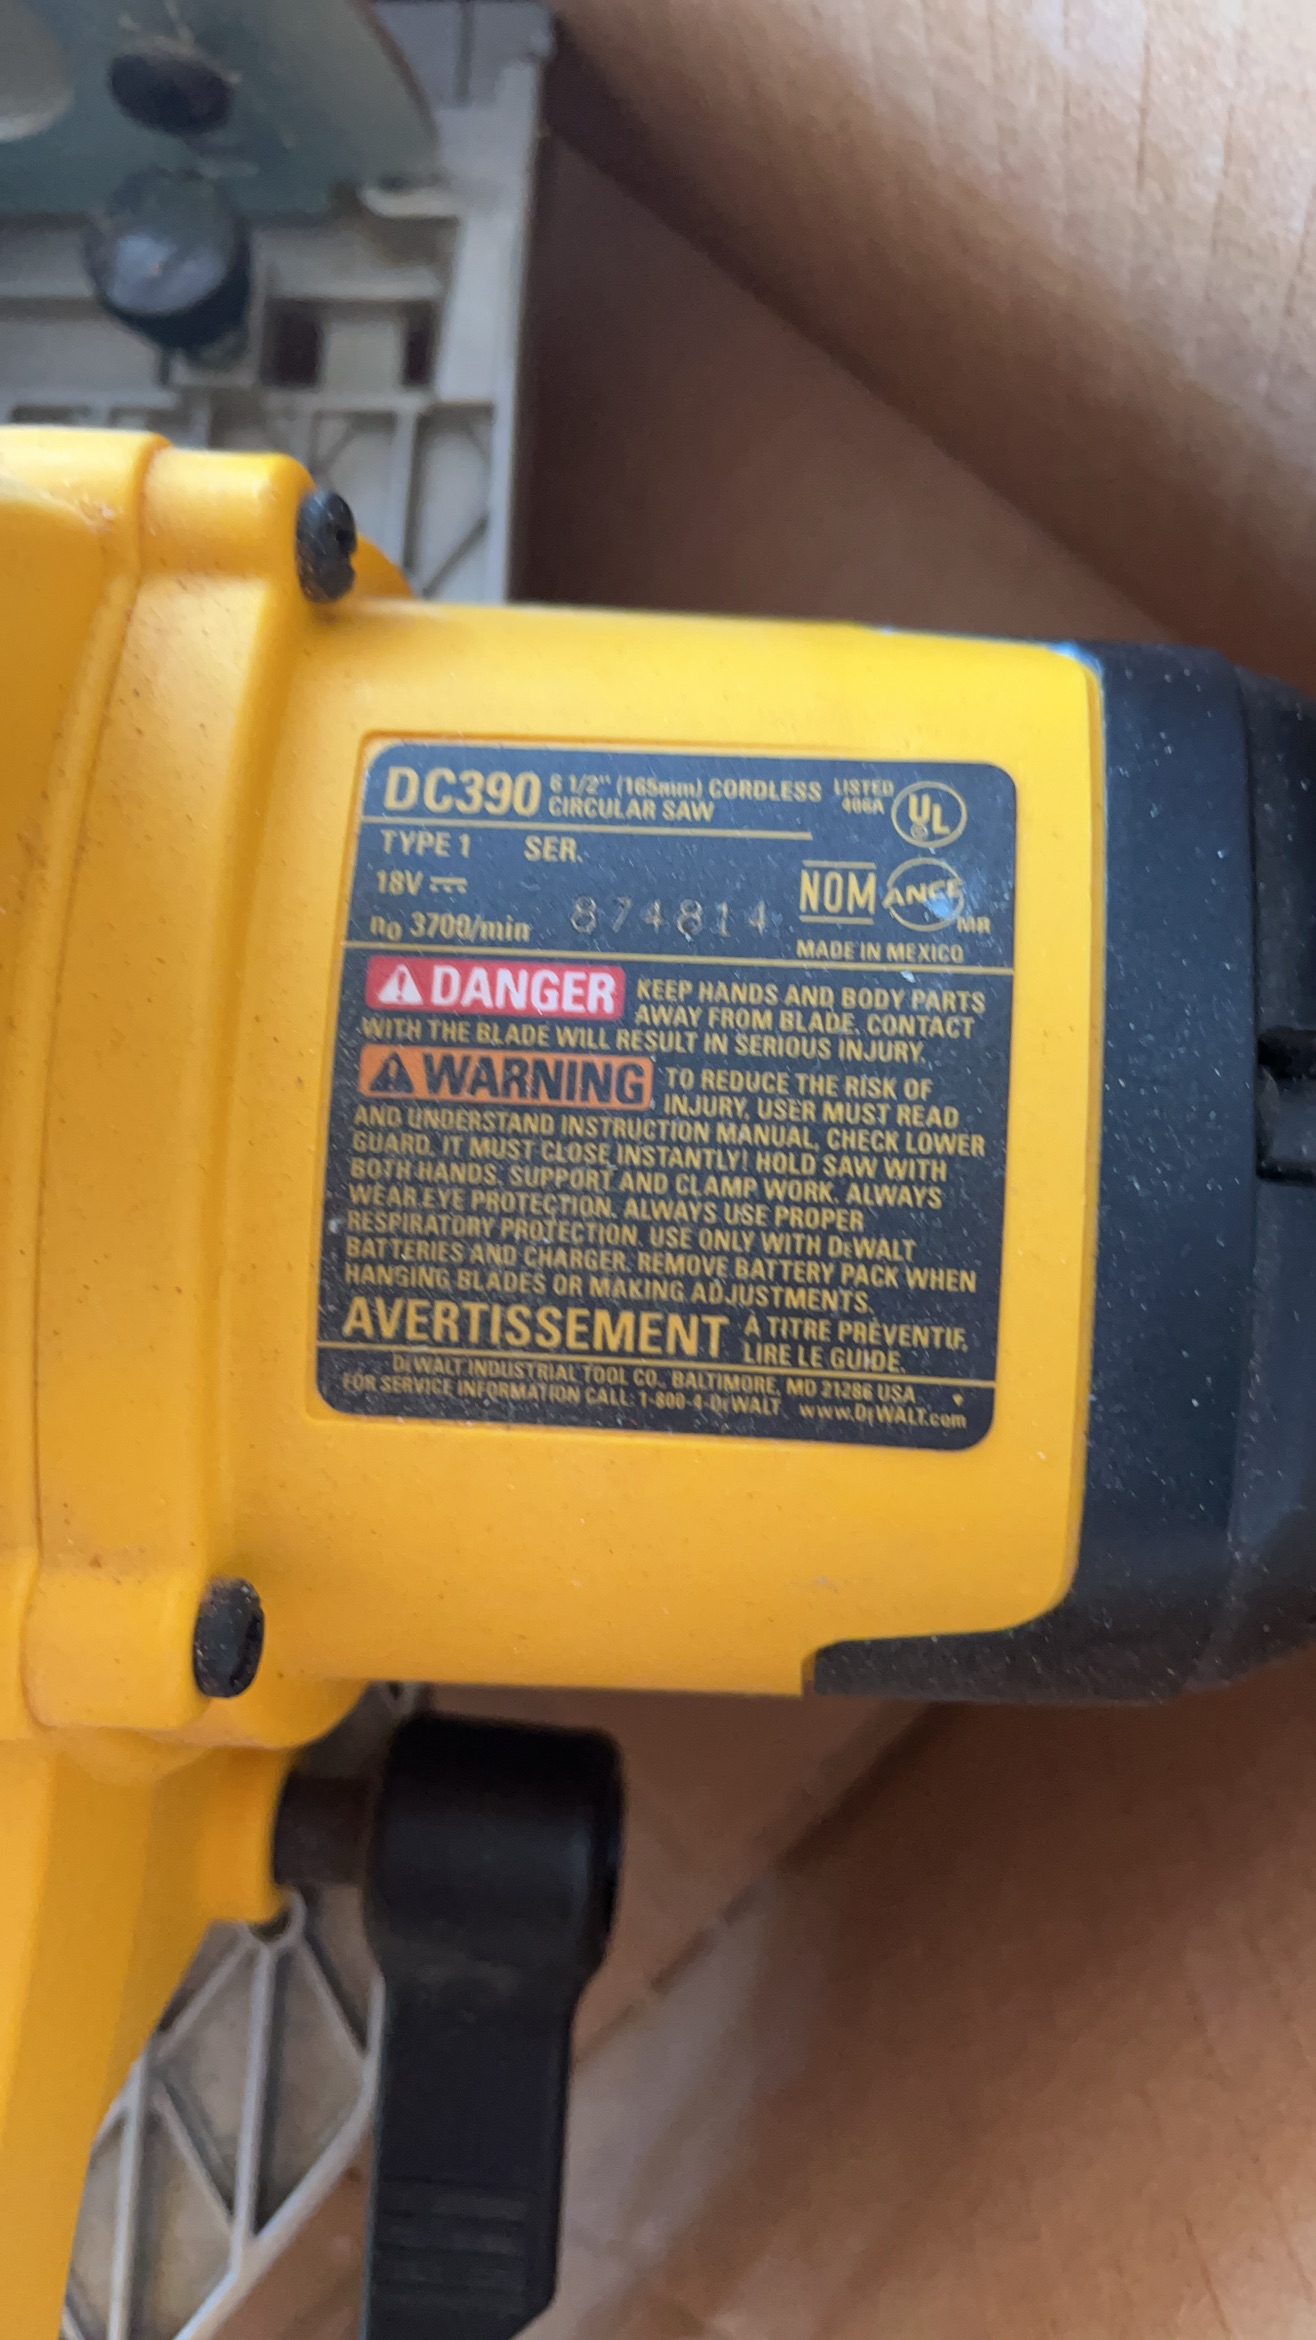 DC390 6 1/2" (165mm) CORDLESS CIRCULAR SAW
LISTED 406A
UL
TYPE 1 SER.
18V
n0 3700/min 874814
NOM ANCE MR
MADE IN MEXICO
DANGER KEEP HANDS AND BODY PARTS
AWAY FROM BLADE. CONTACT
WITH THE BLADE WILL RESULT IN SERIOUS INJURY.
WARNING TO REDUCE THE RISK OF
INJURY, USER MUST READ
AND UNDERSTAND INSTRUCTION MANUAL. CHECK LOWER
GUARD. IT MUST CLOSE INSTANTLY! HOLD SAW WITH
BOTH HANDS. SUPPORT AND CLAMP WORK. ALWAYS
WEAR EYE PROTECTION. ALWAYS USE PROPER
RESPIRATORY PROTECTION. USE ONLY WITH DEWALT
BATTERIES AND CHARGER. REMOVE BATTERY PACK WHEN
HANGING BLADES OR MAKING ADJUSTMENTS.
AVERTISSEMENT À TITRE PRÉVENTIF,
LIRE LE GUIDE.
DEWALT INDUSTRIAL TOOL CO., BALTIMORE, MD 21286 USA
FOR SERVICE INFORMATION CALL: 1-800-4-DEWALT www.DEWALT.com